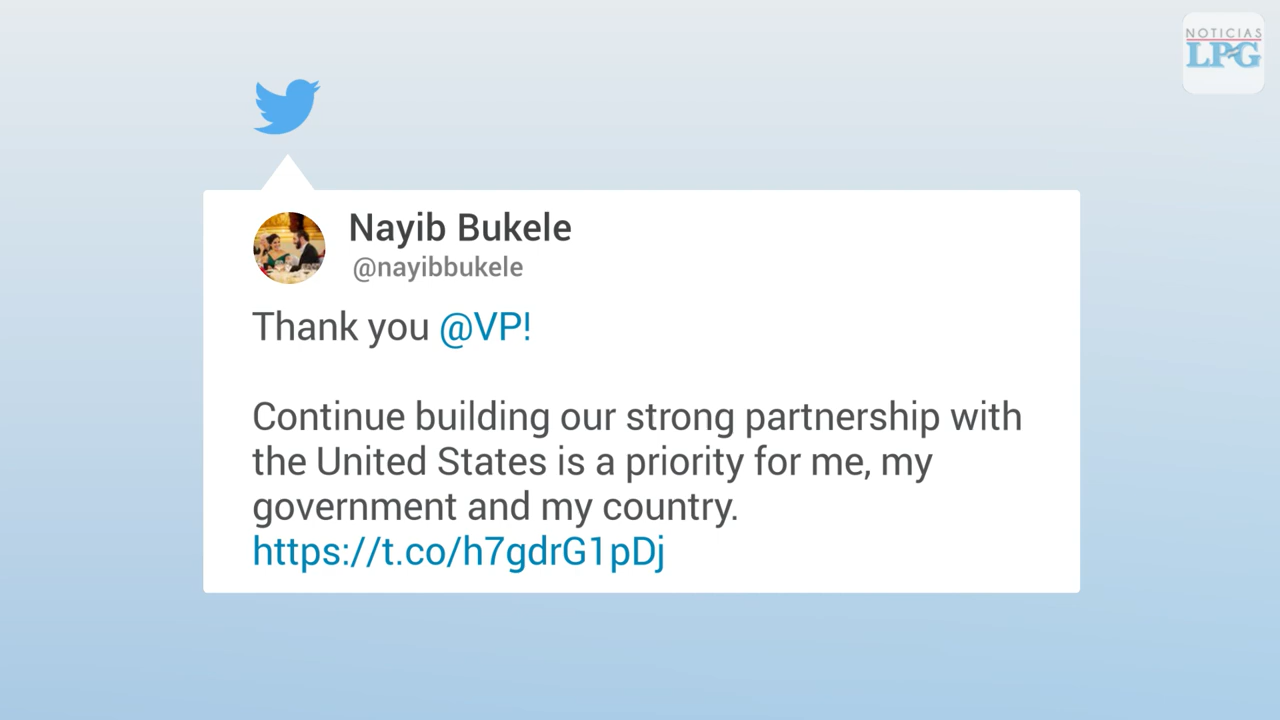 NOTICIAS
LPG
Nayib Bukele
@nayibbukele
Thank you @VP!
Continue building our strong partnership with
the United States is a priority for me, my
government and my country.
https://t.co/h7gdrG1pDj